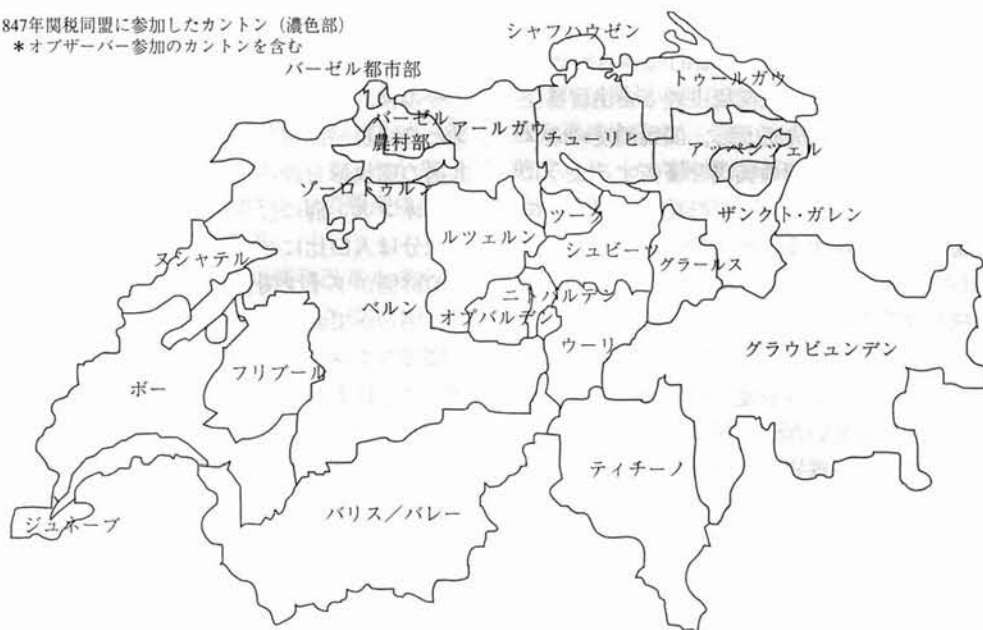 847年関税同盟に参加したカントン（濃色部）
＊オブザーバー参加のカントンを含む
シャフハウゼン
バーゼル都市部
トゥールガウ
バーゼル
農村部
アールガウ
チューリ
アッペンツェル
ゾーロトゥルン
ツーク
ザンクト・ガレン
ルツェルン
シュビーツ
グラールス
ヌシャテル
ニトバルデン
ベルン
オブバルデン
ウーリ
グラウビュンデン
フリブール
ボー
ティチーノ
バリス／バレー
ジュネーブ